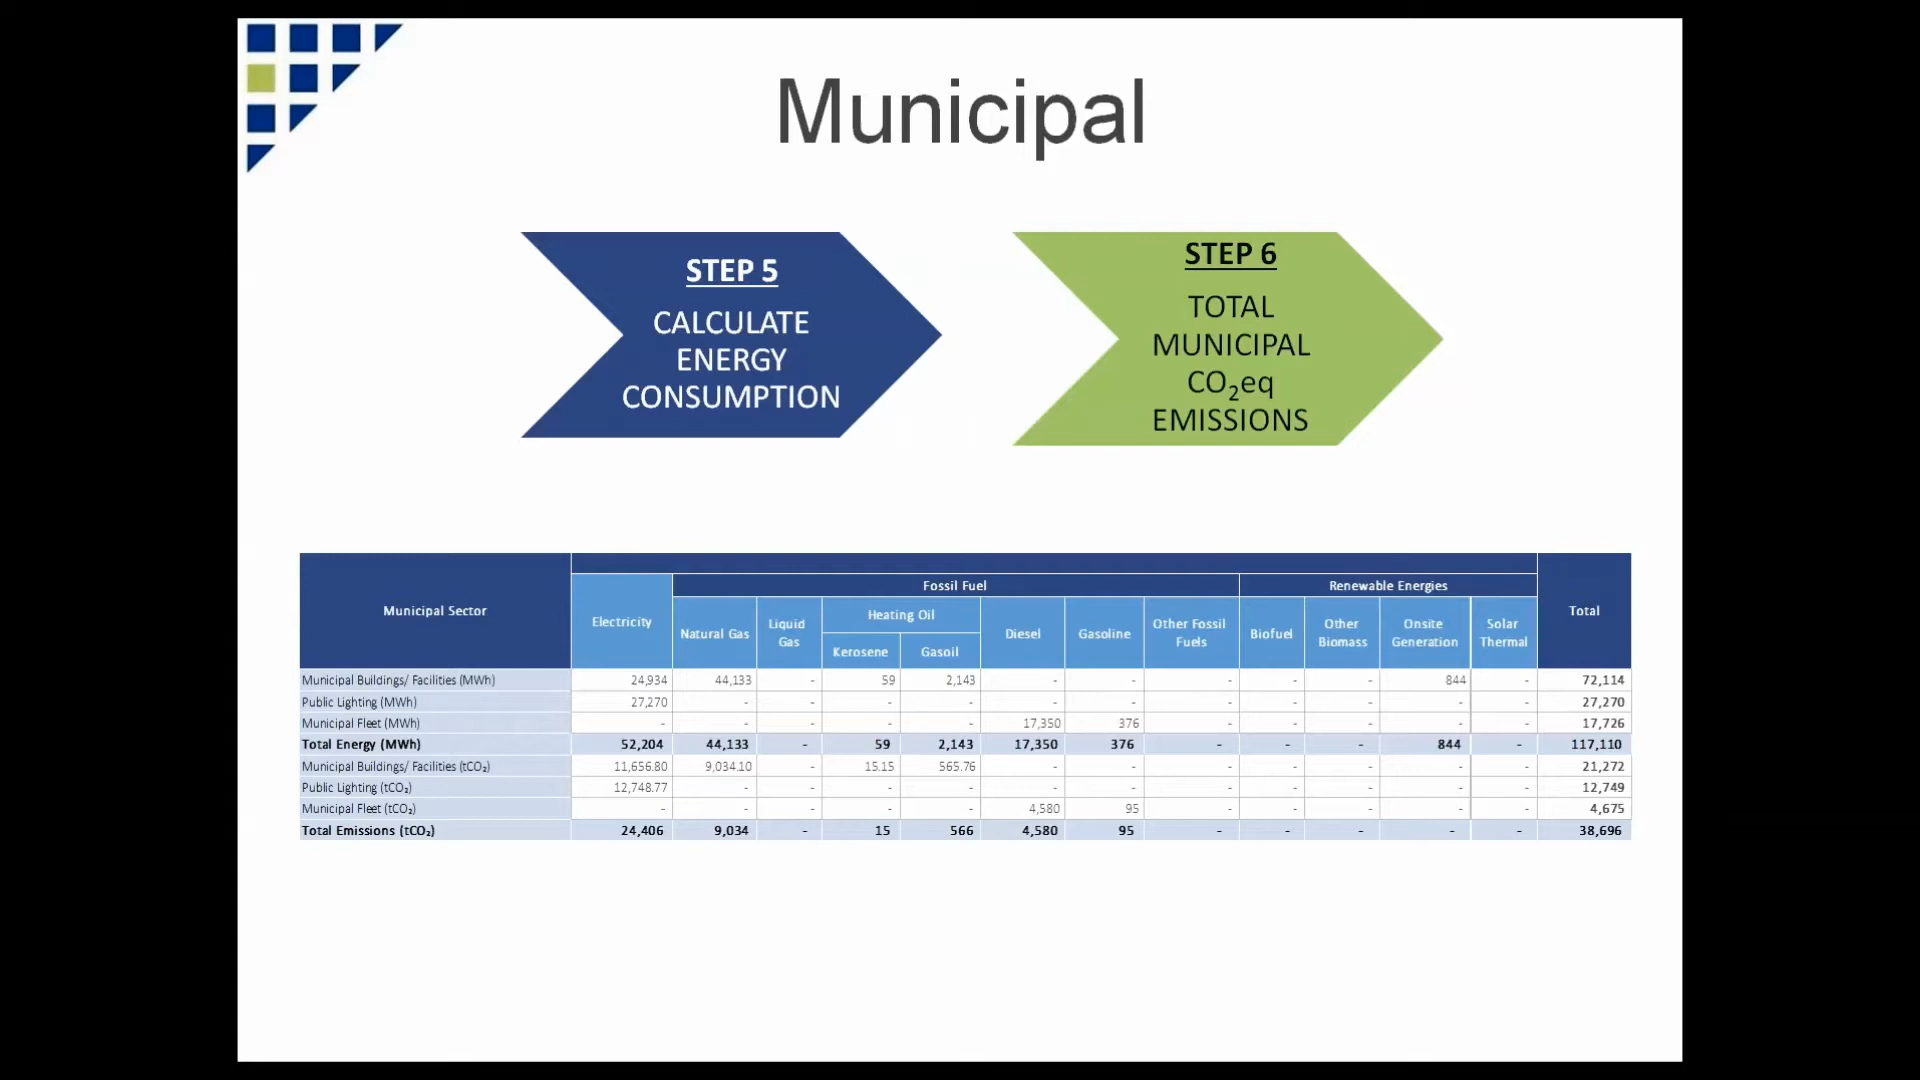 Municipal
STEP 5
CALCULATE
ENERGY
CONSUMPTION
STEP 6
TOTAL
MUNICIPAL
CO₂eq
EMISSIONS
Municipal Sector Electricity Fossil Fuel Renewable Energies Total
Natural Gas Liquid Gas Heating Oil Diesel Gasoline Other Fossil Fuels Biofuel Other Biomass Onsite Generation Solar Thermal
Kerosene Gasoil
Municipal Buildings/ Facilities (MWh) 24,934 44,133 - 59 2,143 - - - - - 844 - 72,114
Public Lighting (MWh) 27,270 - - - - - - - - - - - 27,270
Municipal Fleet (MWh) - - - - - 17,350 376 - - - - - 17,726
Total Energy (MWh) 52,204 44,133 - 59 2,143 17,350 376 - - - 844 - 117,110
Municipal Buildings/ Facilities (tCO₂) 11,656.80 9,034.10 - 15.15 565.76 - - - - - - - 21,272
Public Lighting (tCO₂) 12,748.77 - - - - - - - - - - - 12,749
Municipal Fleet (tCO₂) - - - - - 4,580 95 - - - - - 4,675
Total Emissions (tCO₂) 24,406 9,034 - 15 566 4,580 95 - - - - - 38,696